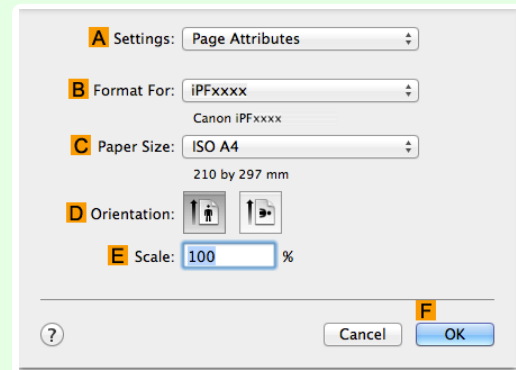 A Settings: Page Attributes
B Format For: iPFxxxx
Canon iPFxxxx
C Paper Size: ISO A4
210 by 297 mm
D Orientation:
E Scale: 100 %
F
? Cancel OK